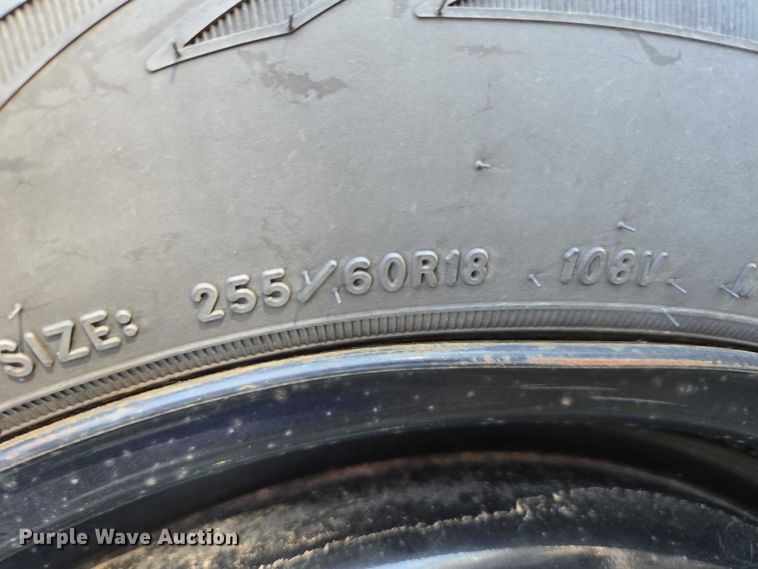 SIZE: 255/60R18 108V
Purple Wave Auction